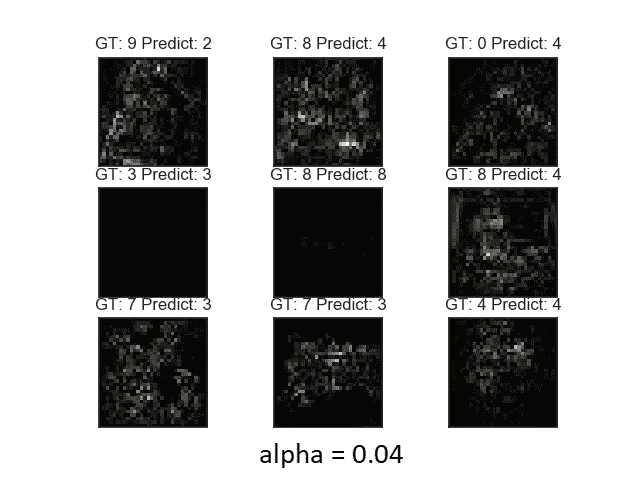 GT: 9 Predict: 2 GT: 8 Predict: 4 GT: 0 Predict: 4
GT: 3 Predict: 3 GT: 8 Predict: 8 GT: 8 Predict: 4
GT: 7 Predict: 3 GT: 7 Predict: 3 GT: 4 Predict: 4
alpha = 0.04